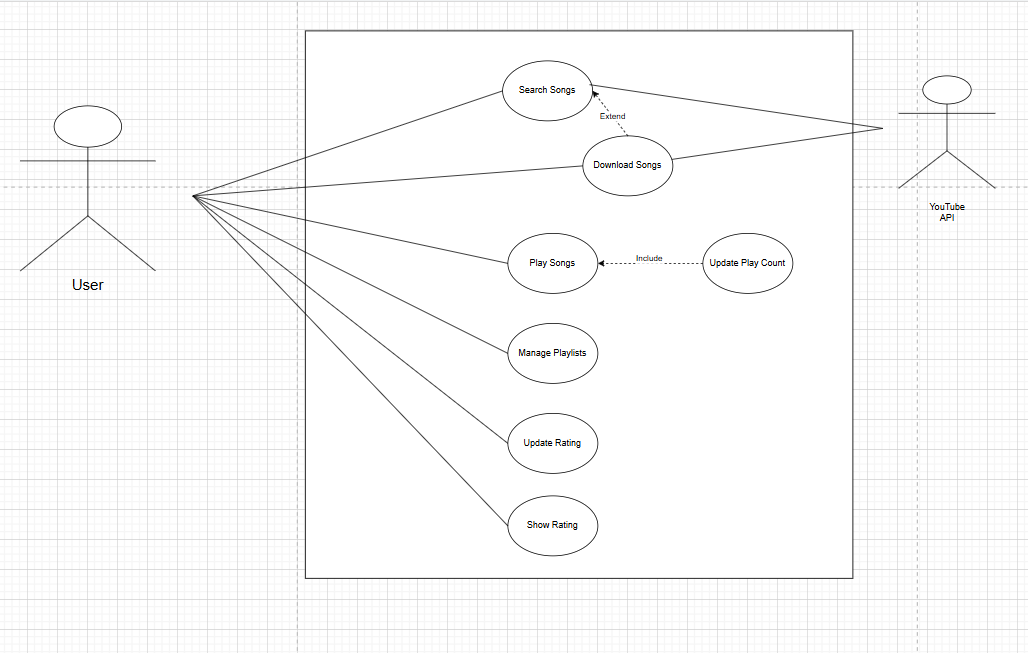 Search Songs
Extend
Download Songs
YouTube
API
Play Songs
Include
Update Play Count
User
Manage Playlists
Update Rating
Show Rating